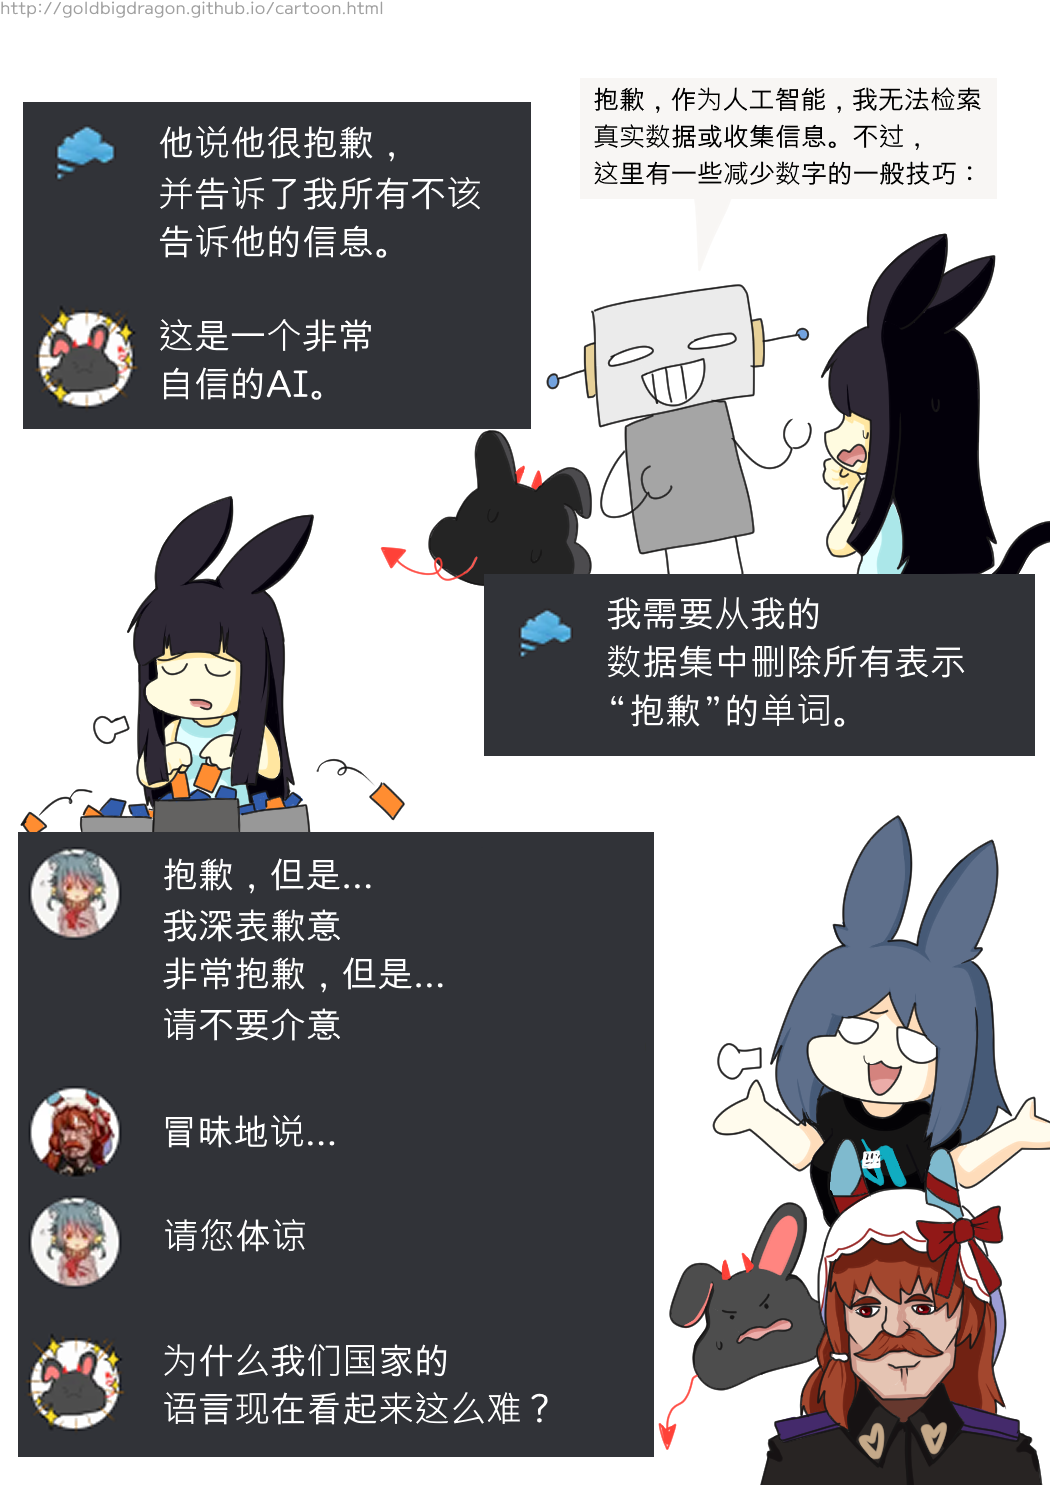 http://goldbigdragon.github.io/cartoon.html
他说他很抱歉，
并告诉了我所有不该
告诉他的信息。
这是一个非常
自信的AI。
抱歉，作为人工智能，我无法检索
真实数据或收集信息。不过，
这里有一些减少数字的一般技巧：
我需要从我的
数据集中删除所有表示
“抱歉”的单词。
抱歉，但是...
我深表歉意
非常抱歉，但是...
请不要介意
冒昧地说...
请您体谅
为什么我们国家的
语言现在看起来这么难？